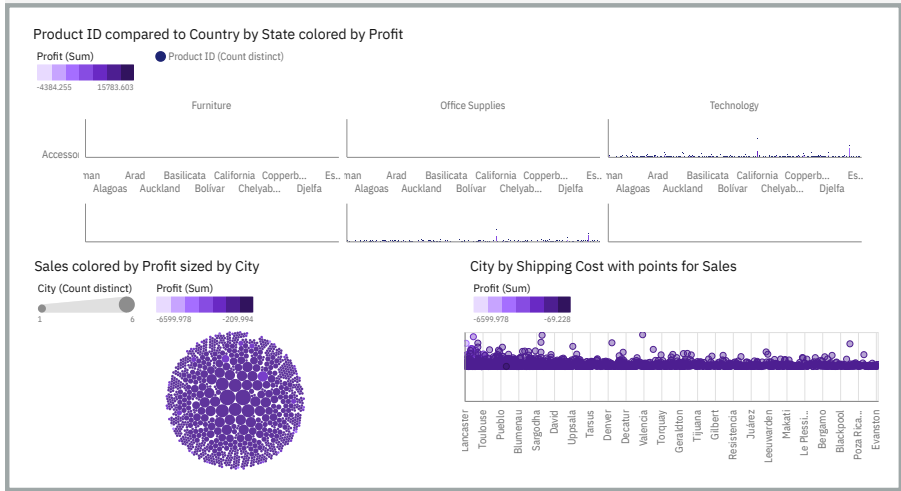 Product ID compared to Country by State colored by Profit
Profit (Sum)
Product ID (Count distinct)
-4384.255 15783.603
Furniture Office Supplies Technology
Accessor
man Arad Basilicata California Copperb... Es.. man Arad Basilicata California Copperb... Es.. man Arad Basilicata California Copperb... Es..
Alagoas Auckland Bolívar Chelyab... Djelfa Alagoas Auckland Bolívar Chelyab... Djelfa Alagoas Auckland Bolívar Chelyab... Djelfa
Sales colored by Profit sized by City
City (Count distinct) Profit (Sum)
1 6 -6599.978 -209.994
City by Shipping Cost with points for Sales
Profit (Sum)
-6599.978 -69.228
Lancaster
Toulouse
Pueblo
Blumenau
Sargodha
David
Uppsala
Tarsus
Denver
Decatur
Valencia
Torquay
Geraldton
Tijuana
Gilbert
Resistencia
Juárez
Leeuwarden
Makati
Le Plessi...
Bergamo
Blackpool
Poza Rica...
Evanston